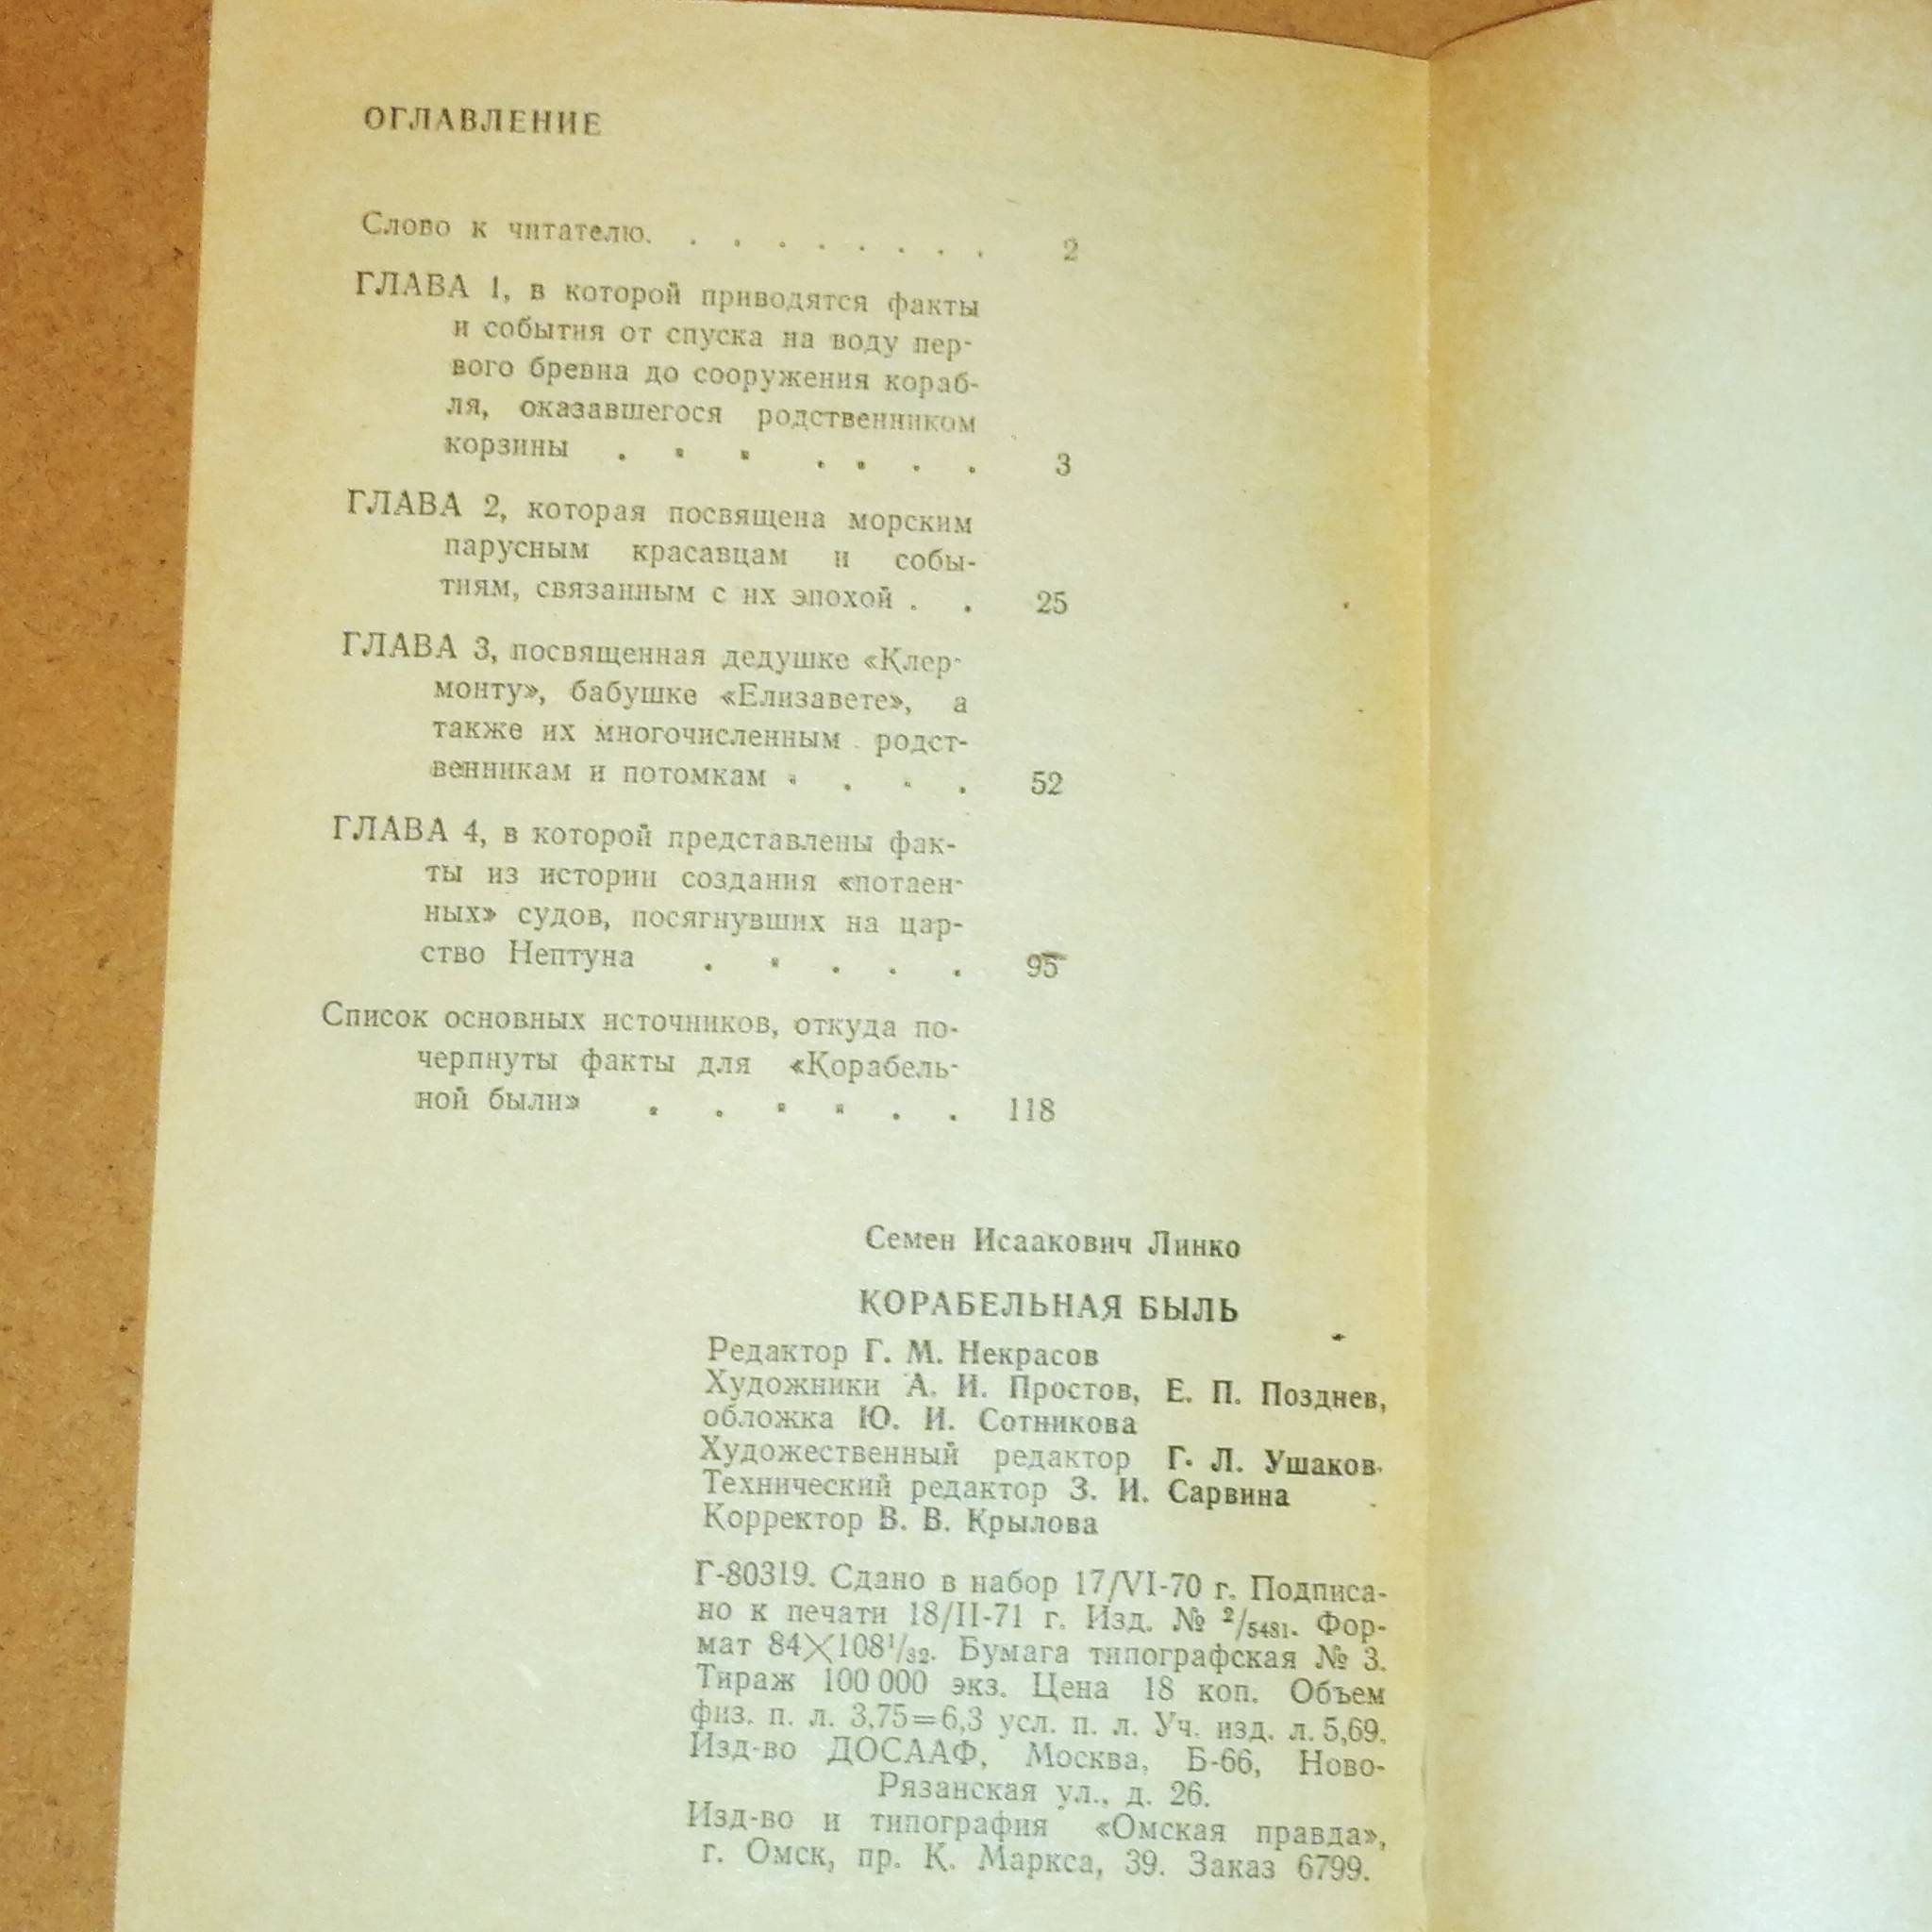 ОГЛАВЛЕНИЕ
Слово к читателю. . . . . . . . . 2
ГЛАВА 1, в которой приводятся факты
и события от спуска на воду пер-
вого бревна до сооружения кораб-
ля, оказавшегося родственником
корзины . . . . . . . 3
ГЛАВА 2, которая посвящена морским
парусным красавцам и собы-
тиям, связанным с их эпохой . . 25
ГЛАВА 3, посвященная дедушке «Клер-
монту», бабушке «Елизавете», а
также их многочисленным родст-
венникам и потомкам . . . . 52
ГЛАВА 4, в которой представлены фак-
ты из истории создания «потаен-
ных» судов, посягнувших на цар-
ство Нептуна . . . . . 95
Список основных источников, откуда по-
черпнуты факты для «Корабель-
ной были» . . . . . . 118
Семен Исаакович Линко
КОРАБЕЛЬНАЯ БЫЛЬ
Редактор Г. М. Некрасов
Художники А. И. Простов, Е. П. Позднев,
обложка Ю. И. Сотникова
Художественный редактор Г. Л. Ушаков.
Технический редактор З. И. Сарвина
Корректор В. В. Крылова
Г-80319. Сдано в набор 17/VI-70 г. Подписа-
но к печати 18/II-71 г. Изд. № 2/5481. Фор-
мат 84×108 1/32. Бумага типографская № 3.
Тираж 100 000 экз. Цена 18 коп. Объем
физ. п. л. 3,75=6,3 усл. п. л. Уч. изд. л. 5,69.
Изд-во ДОСААФ, Москва, Б-66, Ново-
Рязанская ул., д. 26.
Изд-во и типография «Омская правда»,
г. Омск, пр. К. Маркса, 39. Заказ 6799.